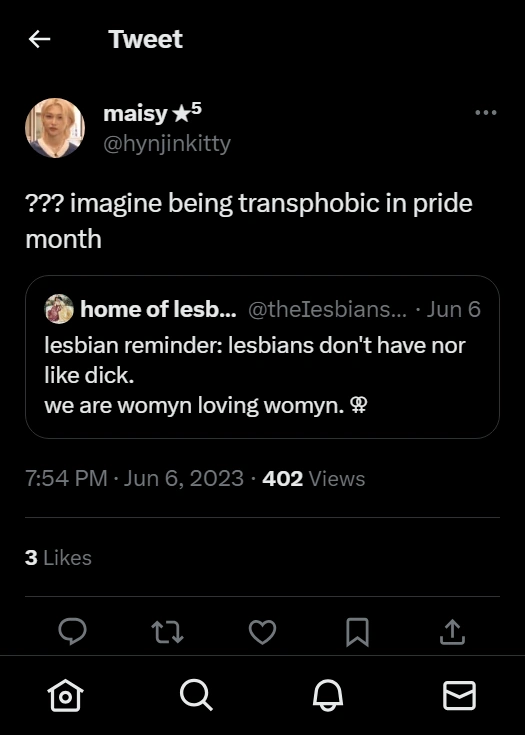 Tweet
maisy ★5
@hynjinkitty
??? imagine being transphobic in pride
month
home of lesb... @theIesbians... · Jun 6
lesbian reminder: lesbians don't have nor
like dick.
we are womyn loving womyn. ⚢
7:54 PM · Jun 6, 2023 · 402 Views
3 Likes